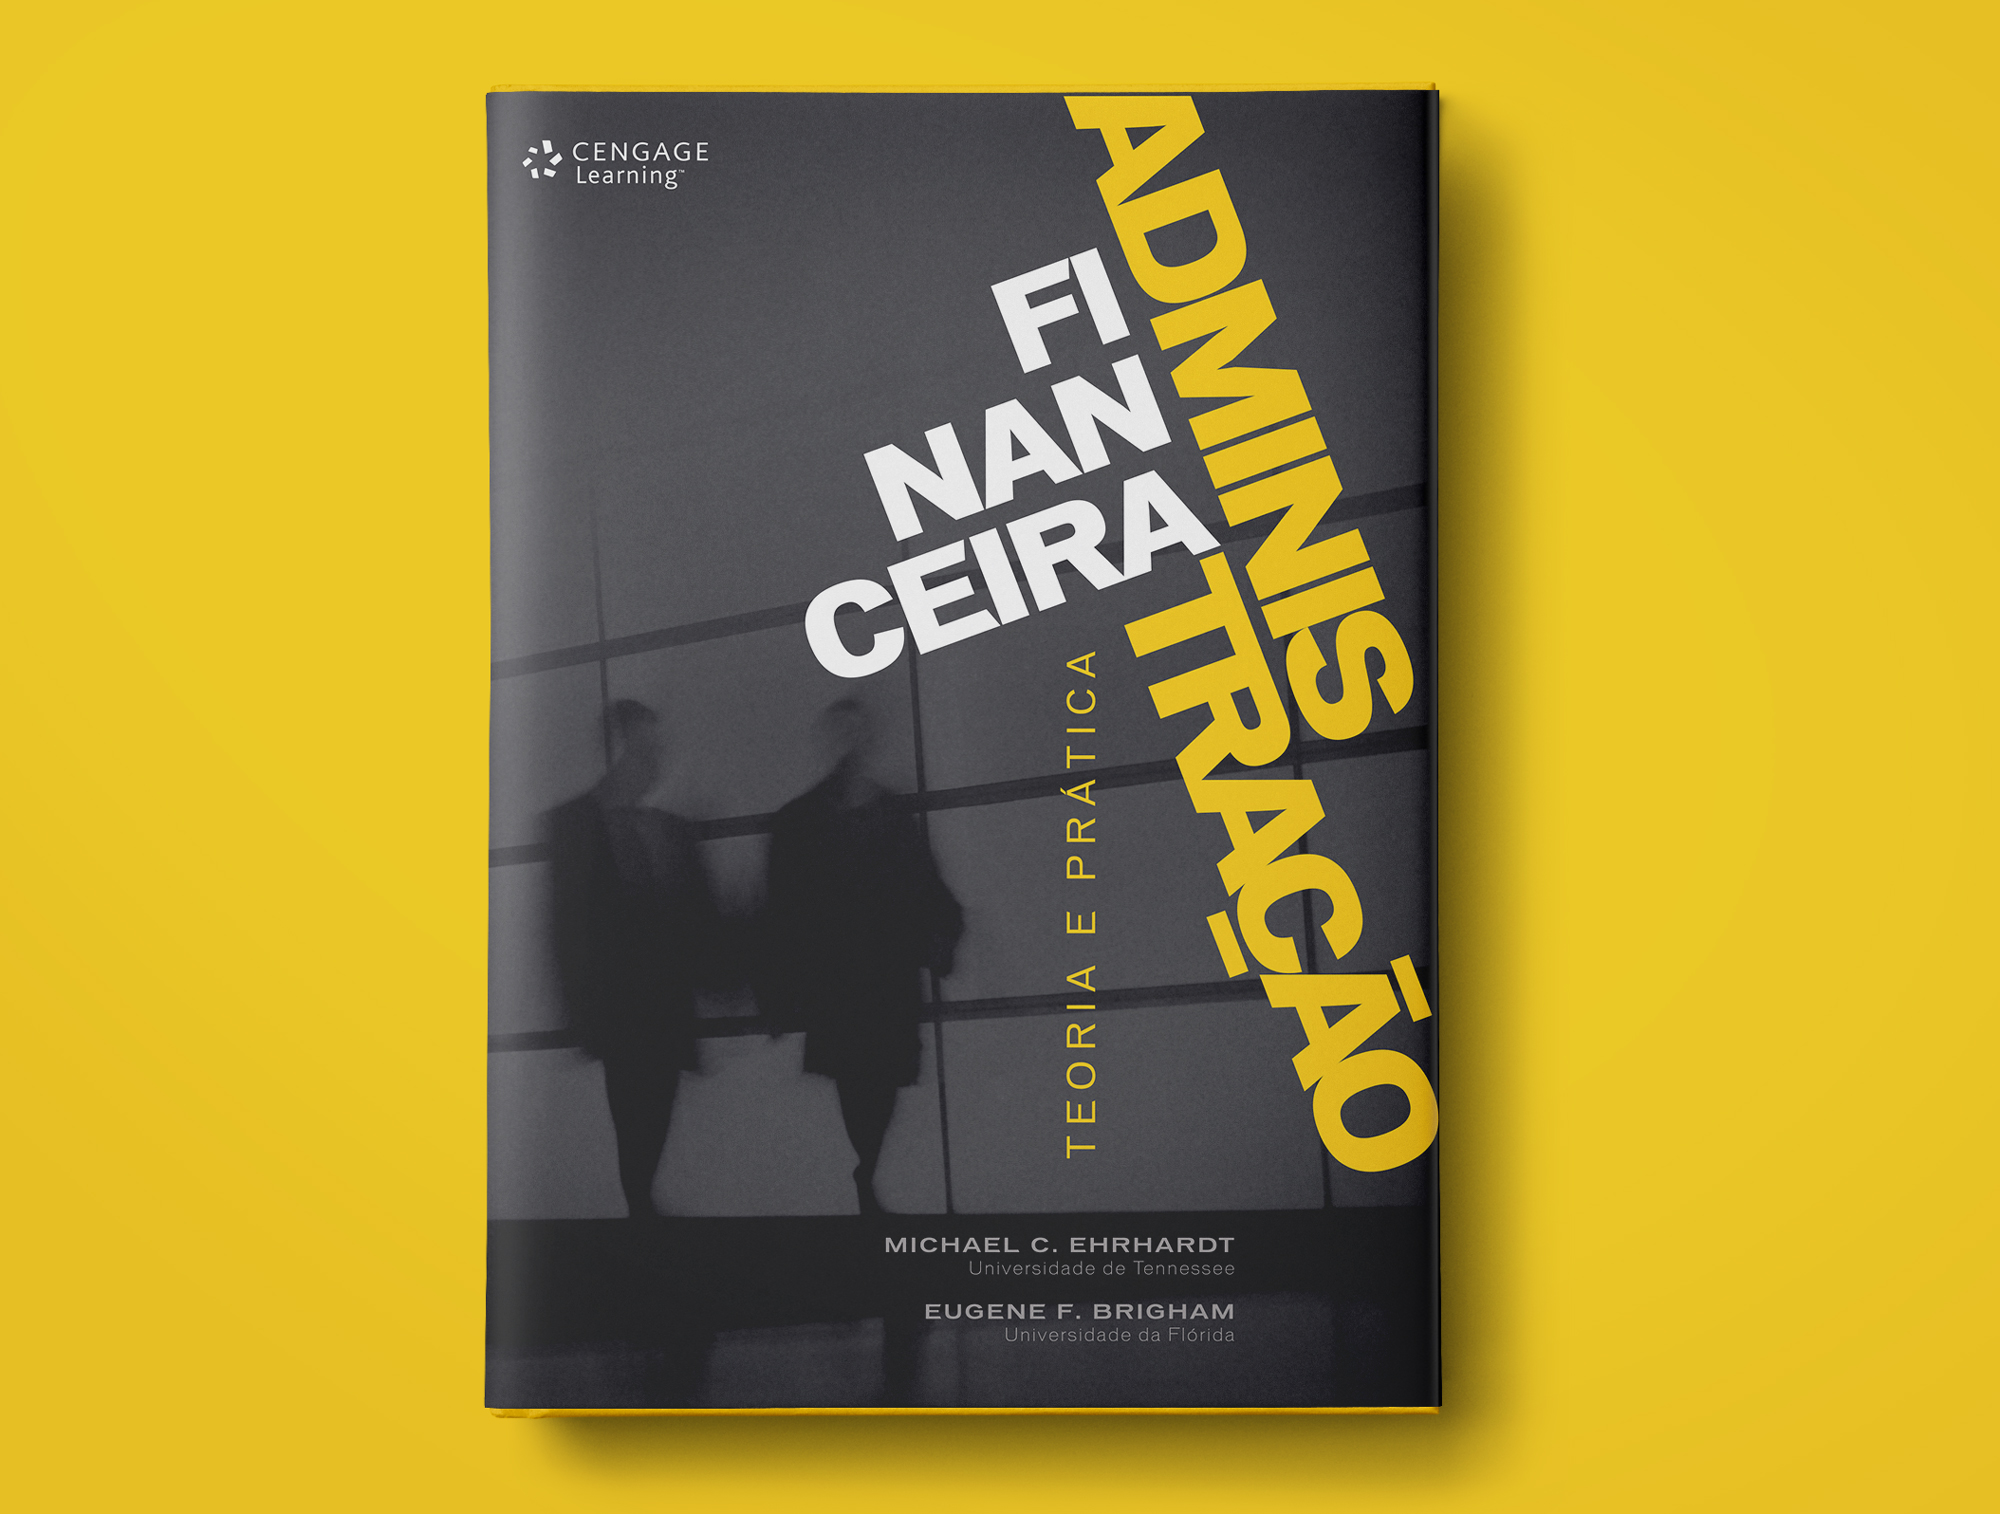 CENGAGE
Learning™
ADMINIS
TRAÇÃO
FI
NAN
CEIRA
TEORIA E PRÁTICA
MICHAEL C. EHRHARDT
Universidade de Tennessee
EUGENE F. BRIGHAM
Universidade da Flórida